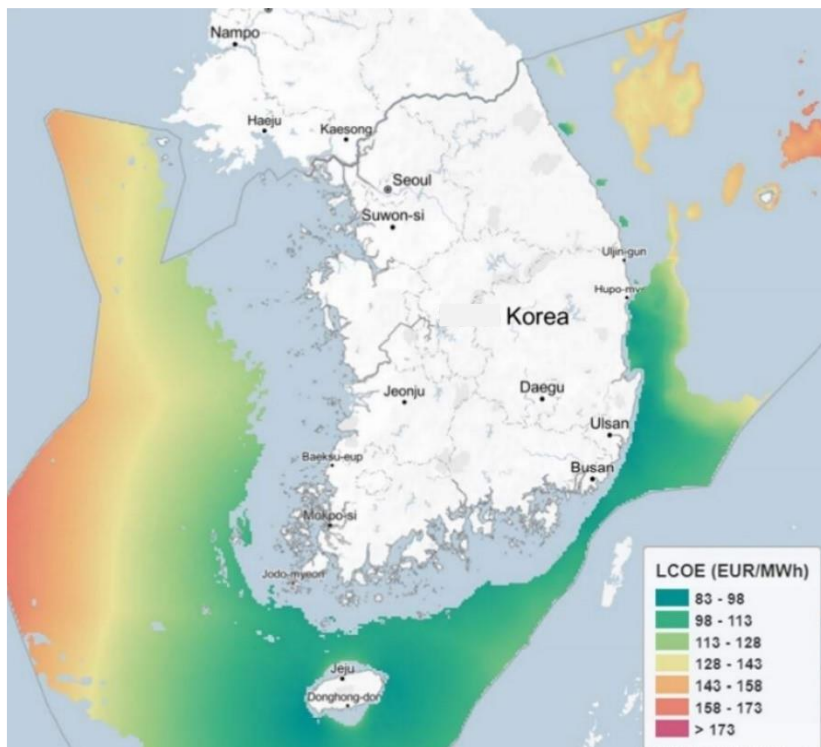 Nampo
Haeju
Kaesong
Seoul
Suwon-si
Uljin-gun
Hupo-my
Korea
Jeonju
Daegu
Ulsan
Baeksu-eup
Busan
Mokpo-si
Jodo-myeon
Jeju
Donghong-don
LCOE (EUR/MWh)
83 - 98
98 - 113
113 - 128
128 - 143
143 - 158
158 - 173
> 173